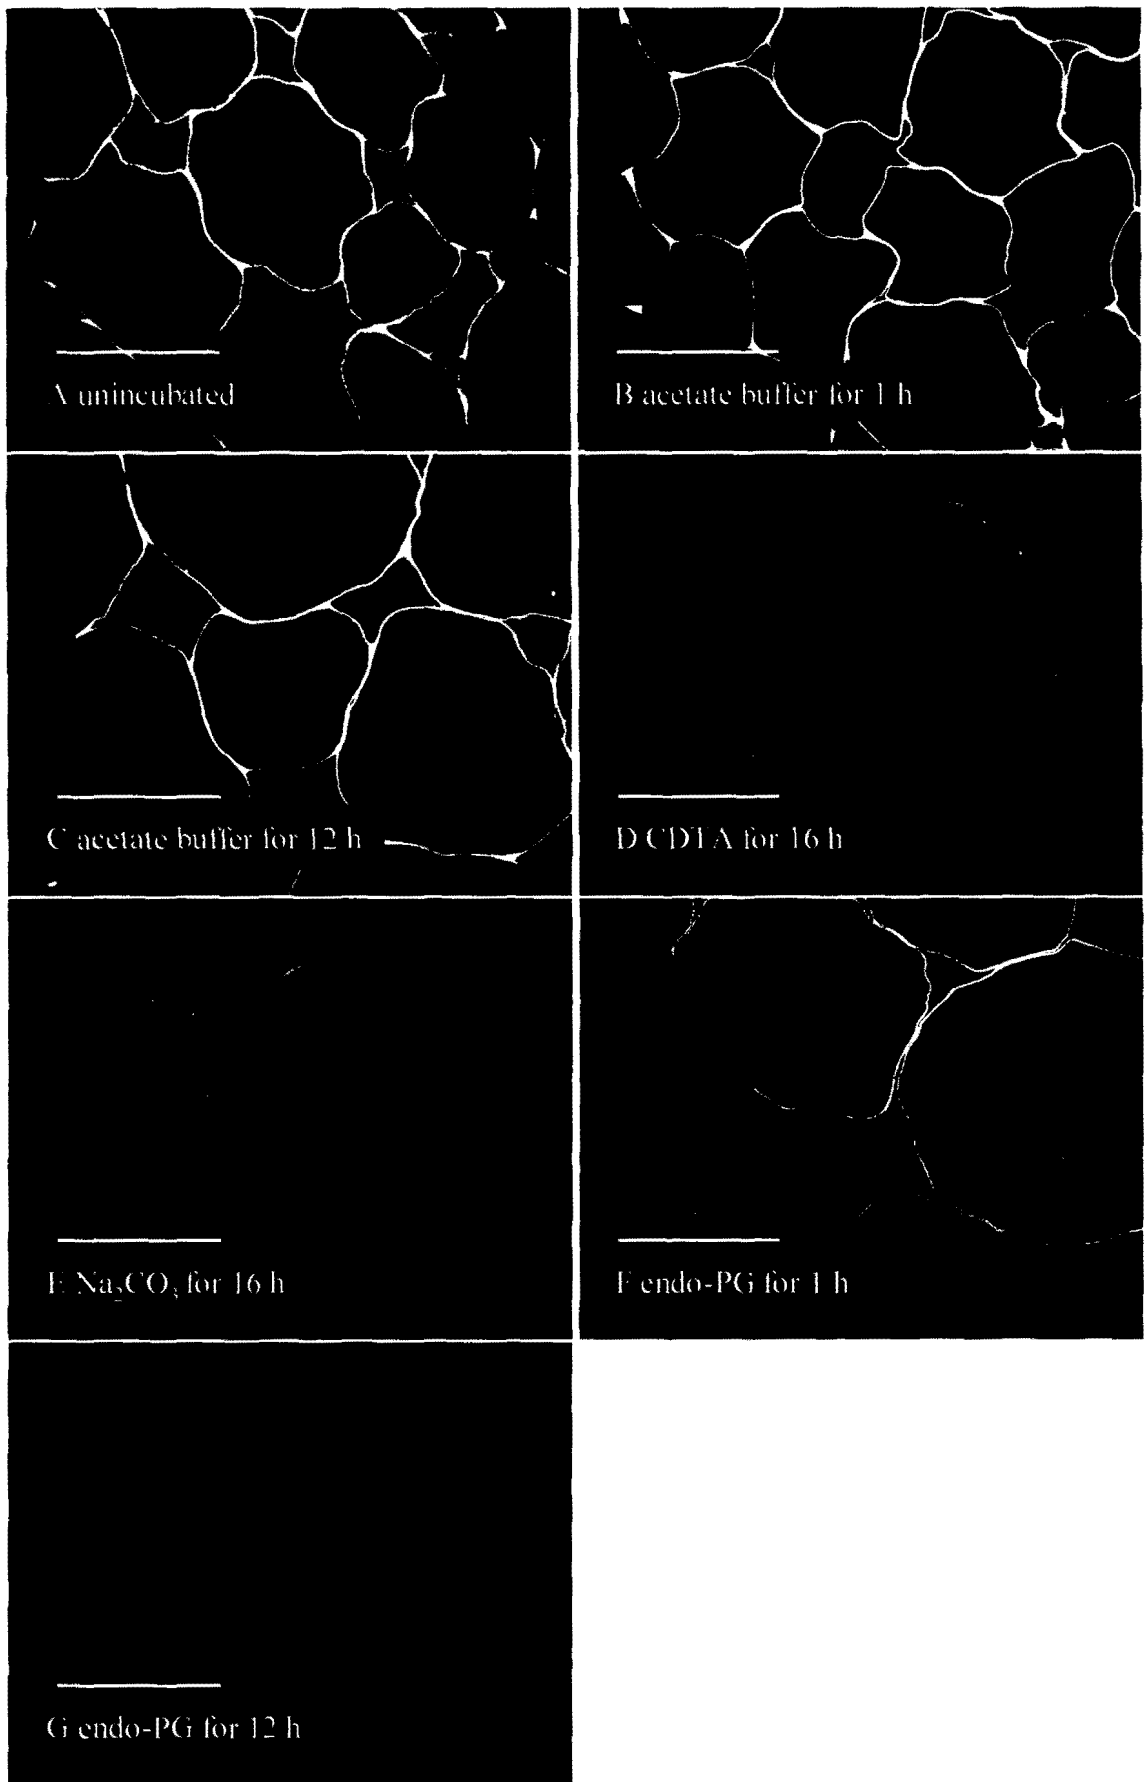 A unincubated
B acetate buffer for 1 h
C acetate buffer for 12 h
D CDTA for 16 h
E Na₂CO₃ for 16 h
F endo-PG for 1 h
G endo-PG for 12 h